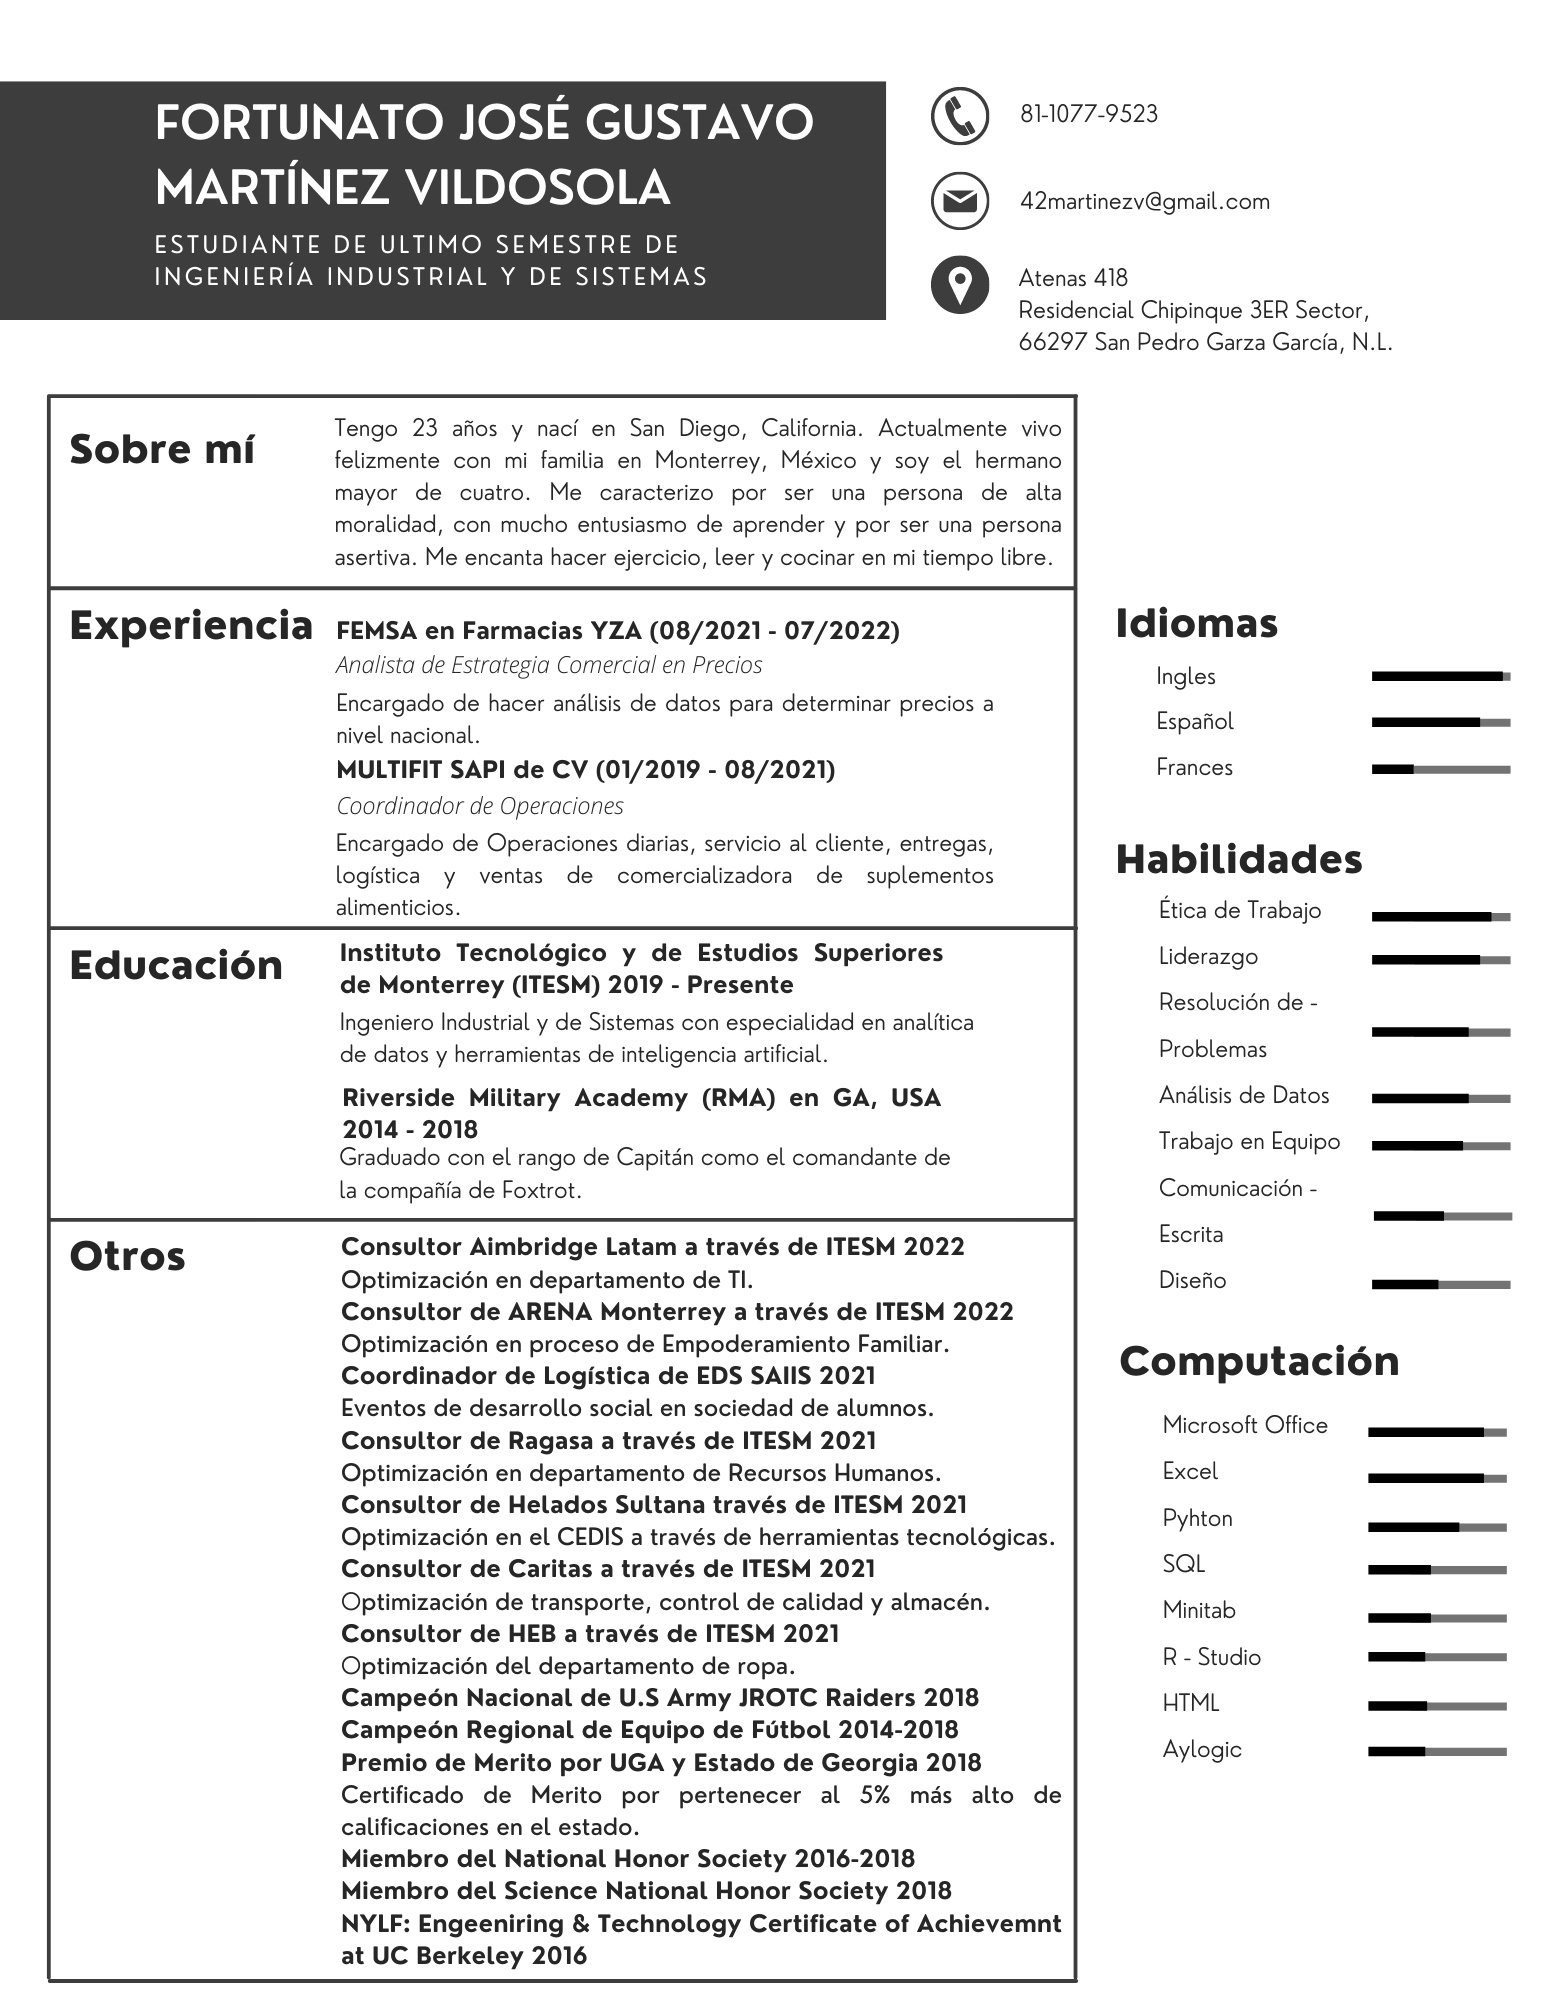 FORTUNATO JOSÉ GUSTAVO
MARTÍNEZ VILDOSOLA
ESTUDIANTE DE ULTIMO SEMESTRE DE
INGENIERÍA INDUSTRIAL Y DE SISTEMAS
81-1077-9523
42martinezv@gmail.com
Atenas 418
Residencial Chipinque 3ER Sector,
66297 San Pedro Garza García, N.L.
Sobre mí
Tengo 23 años y nací en San Diego, California. Actualmente vivo
felizmente con mi familia en Monterrey, México y soy el hermano
mayor de cuatro. Me caracterizo por ser una persona de alta
moralidad, con mucho entusiasmo de aprender y por ser una persona
asertiva. Me encanta hacer ejercicio, leer y cocinar en mi tiempo libre.
Experiencia
FEMSA en Farmacias YZA (08/2021 - 07/2022)
Analista de Estrategia Comercial en Precios
Encargado de hacer análisis de datos para determinar precios a
nivel nacional.
MULTIFIT SAPI de CV (01/2019 - 08/2021)
Coordinador de Operaciones
Encargado de Operaciones diarias, servicio al cliente, entregas,
logística y ventas de comercializadora de suplementos
alimenticios.
Educación
Instituto Tecnológico y de Estudios Superiores
de Monterrey (ITESM) 2019 - Presente
Ingeniero Industrial y de Sistemas con especialidad en analítica
de datos y herramientas de inteligencia artificial.
Riverside Military Academy (RMA) en GA, USA
2014 - 2018
Graduado con el rango de Capitán como el comandante de
la compañía de Foxtrot.
Otros
Consultor Aimbridge Latam a través de ITESM 2022
Optimización en departamento de TI.
Consultor de ARENA Monterrey a través de ITESM 2022
Optimización en proceso de Empoderamiento Familiar.
Coordinador de Logística de EDS SAIIS 2021
Eventos de desarrollo social en sociedad de alumnos.
Consultor de Ragasa a través de ITESM 2021
Optimización en departamento de Recursos Humanos.
Consultor de Helados Sultana través de ITESM 2021
Optimización en el CEDIS a través de herramientas tecnológicas.
Consultor de Caritas a través de ITESM 2021
Optimización de transporte, control de calidad y almacén.
Consultor de HEB a través de ITESM 2021
Optimización del departamento de ropa.
Campeón Nacional de U.S Army JROTC Raiders 2018
Campeón Regional de Equipo de Fútbol 2014-2018
Premio de Merito por UGA y Estado de Georgia 2018
Certificado de Merito por pertenecer al 5% más alto de
calificaciones en el estado.
Miembro del National Honor Society 2016-2018
Miembro del Science National Honor Society 2018
NYLF: Engeeniring & Technology Certificate of Achievemnt
at UC Berkeley 2016
Idiomas
Ingles
Español
Frances
Habilidades
Ética de Trabajo
Liderazgo
Resolución de -
Problemas
Análisis de Datos
Trabajo en Equipo
Comunicación -
Escrita
Diseño
Computación
Microsoft Office
Excel
Pyhton
SQL
Minitab
R - Studio
HTML
Aylogic